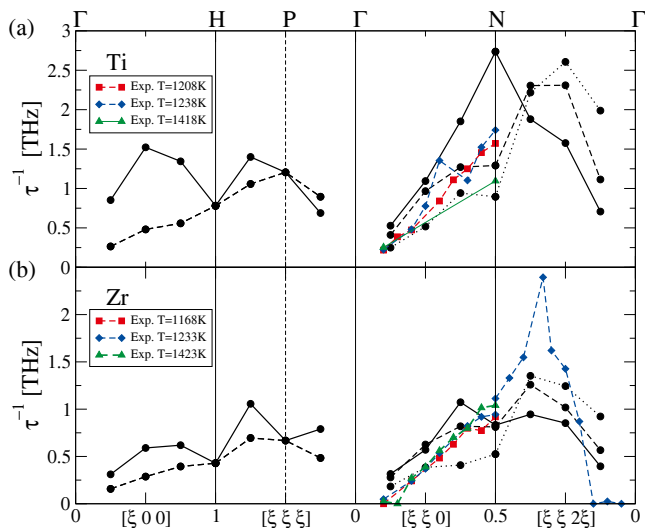 Γ H P Γ N Γ
(a)
3
Ti
2.5
Exp. T=1208K
Exp. T=1238K
2
Exp. T=1418K
1.5
τ⁻¹ [THz]
1
0.5
0
(b)
Zr
2
Exp. T=1168K
Exp. T=1233K
Exp. T=1423K
1.5
τ⁻¹ [THz]
1
0.5
0
0 [ξ 0 0] 1 [ξ ξ ξ] 0 [ξ ξ 0] 0.5 [ξ ξ 2ξ] 0